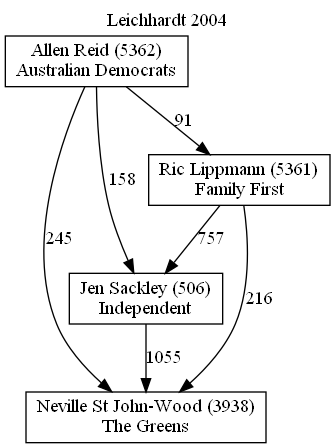 Leichhardt 2004
Allen Reid (5362)
Australian Democrats
91
158
245
Ric Lippmann (5361)
Family First
757
216
Jen Sackley (506)
Independent
1055
Neville St John-Wood (3938)
The Greens